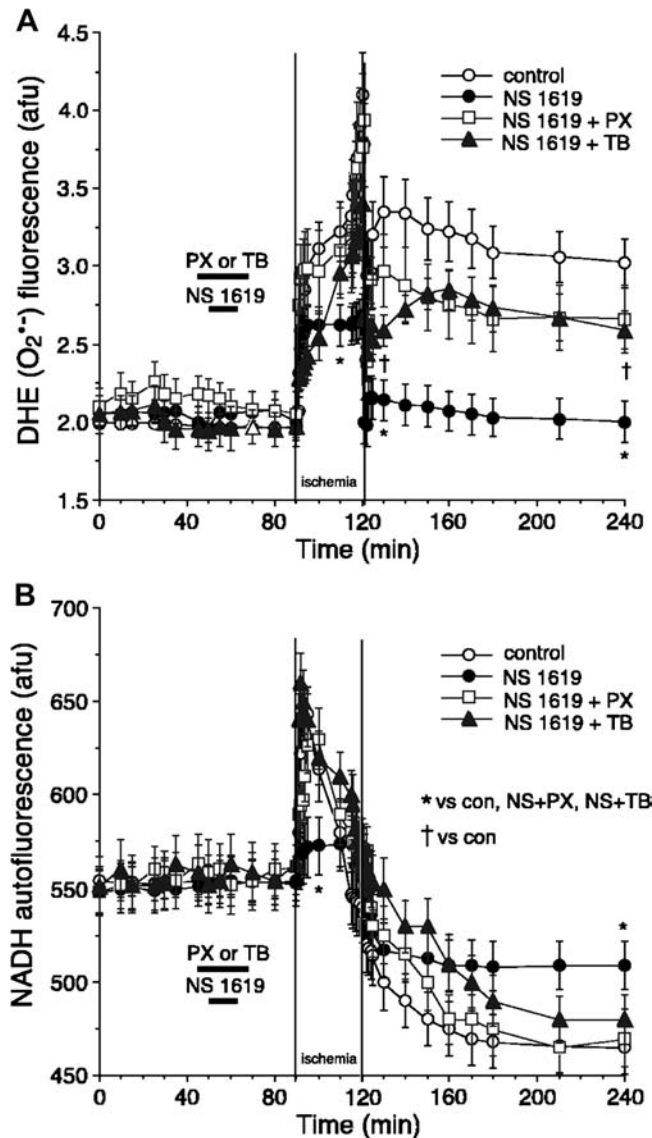 A
DHE (O₂•−) fluorescence (afu)
4.5
4.0
3.5
3.0
2.5
2.0
1.5
control
NS 1619
NS 1619 + PX
NS 1619 + TB
PX or TB
NS 1619
†
†
*
*
*
ischemia
0 40 80 120 160 200 240
Time (min)
B
NADH autofluorescence (afu)
700
650
600
550
500
450
control
NS 1619
NS 1619 + PX
NS 1619 + TB
* vs con, NS+PX, NS+TB
† vs con
*
*
PX or TB
NS 1619
ischemia
0 40 80 120 160 200 240
Time (min)